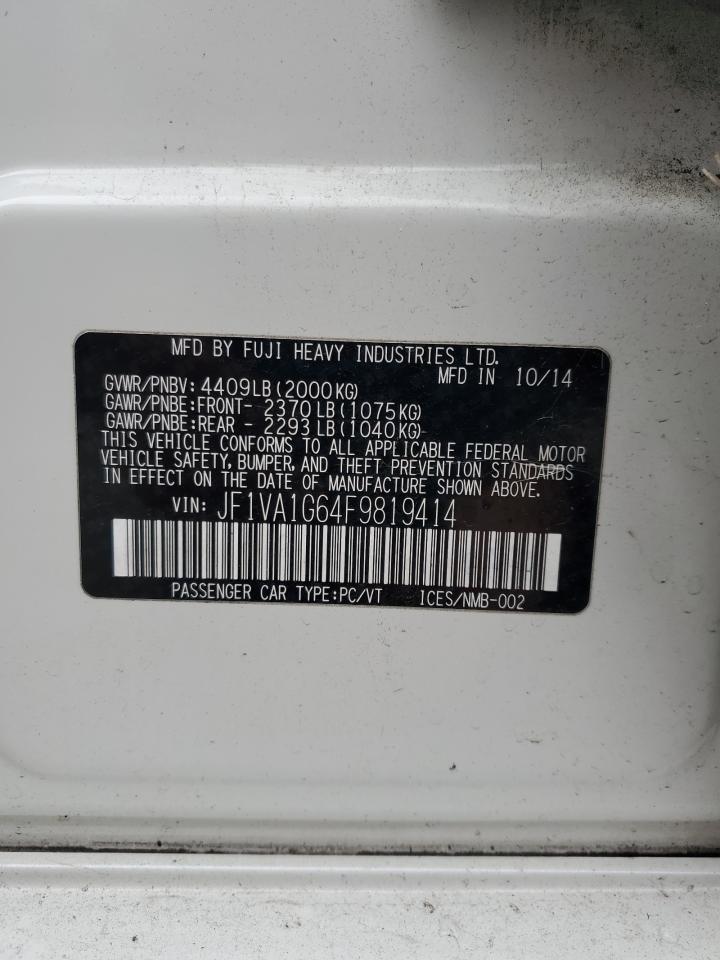 MFD BY FUJI HEAVY INDUSTRIES LTD.
MFD IN 10/14
GVWR/PNBV: 4409LB(2000KG)
GAWR/PNBE:FRONT- 2370LB(1075KG)
GAWR/PNBE:REAR - 2293LB(1040KG)
THIS VEHICLE CONFORMS TO ALL APPLICABLE FEDERAL MOTOR
VEHICLE SAFETY, BUMPER, AND THEFT PREVENTION STANDARDS
IN EFFECT ON THE DATE OF MANUFACTURE SHOWN ABOVE.
VIN: JF1VA1G64F9819414
PASSENGER CAR TYPE:PC/VT ICES/NMB-002